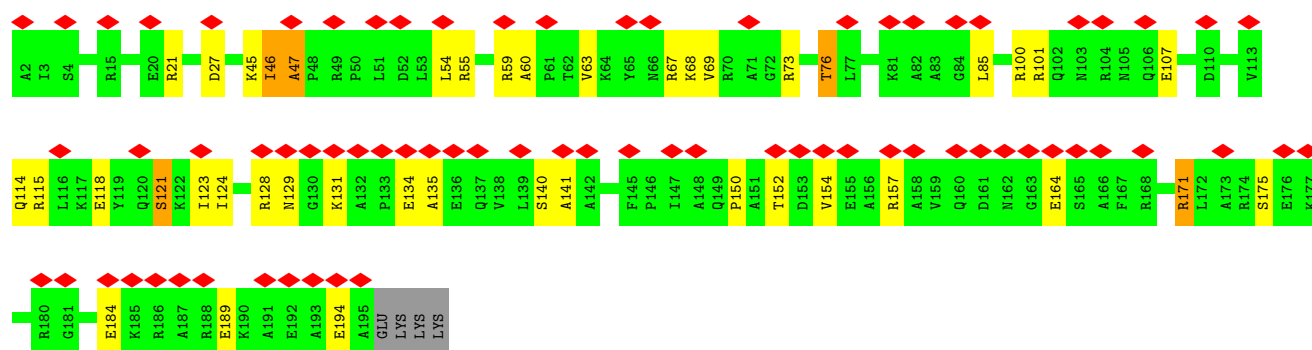 A2 I3 S4 R15 E20 R21 D27 K45 I46 A47 P48 R49 P50 L51 D52 L53 L54 R55 R59 A60 P61 T62 V63 K64 Y65 N66 R67 K68 V69 R70 A71 G72 R73 T76 L77 K81 A82 A83 G84 L85 R100 R101 Q102 N103 R104 N105 Q106 E107 D110 V113
Q114 R115 L116 K117 E118 Y119 Q120 S121 K122 I123 I124 R128 N129 G130 K131 A132 P133 E134 A135 E136 Q137 V138 L139 S140 A141 A142 F145 P146 I147 A148 Q149 P150 A151 T152 D153 V154 E155 A156 R157 A158 V159 Q160 D161 N162 G163 E164 S165 A166 F167 R168 R171 L172 A173 R174 S175 E176 K177
R180 G181 E184 K185 R186 A187 R188 E189 K190 A191 E192 A193 E194 A195 GLU LYS LYS LYS